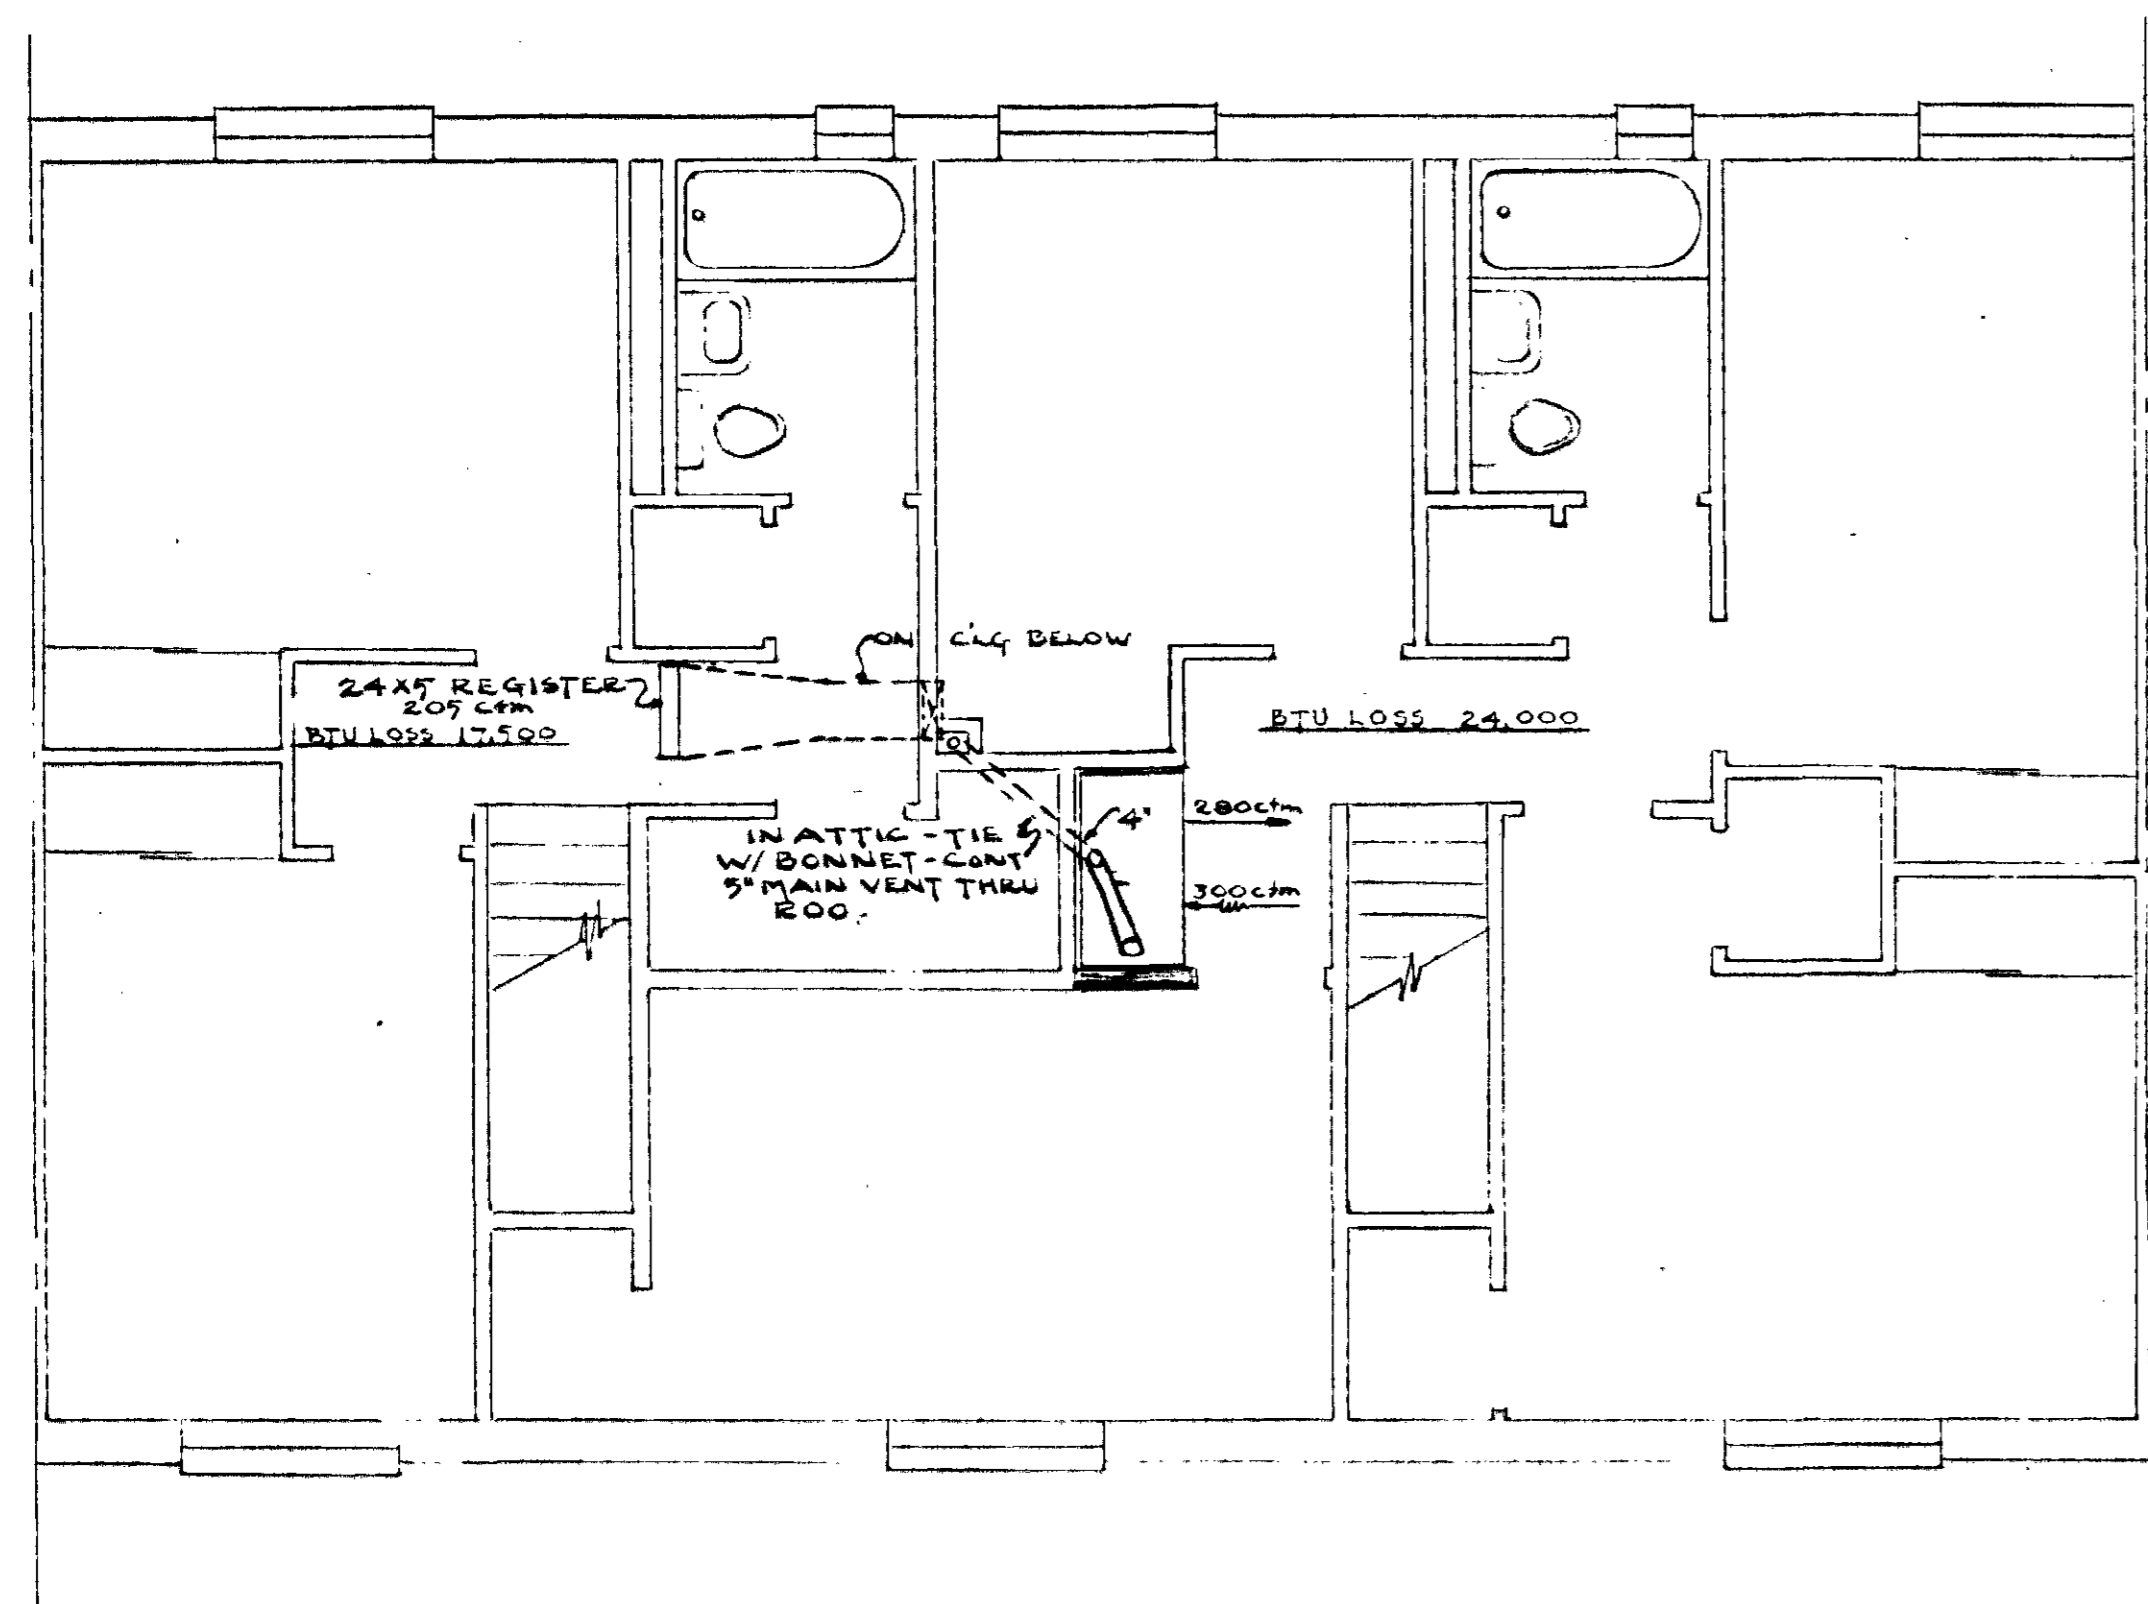 ON C'LG BELOW
24X5 REGISTER
205 cfm
BTU LOSS 17,500
BTU LOSS 24,000
280cfm
4"
IN ATTIC - TIE
W/ BONNET - CONT
5" MAIN VENT THRU
ROO.
300cfm